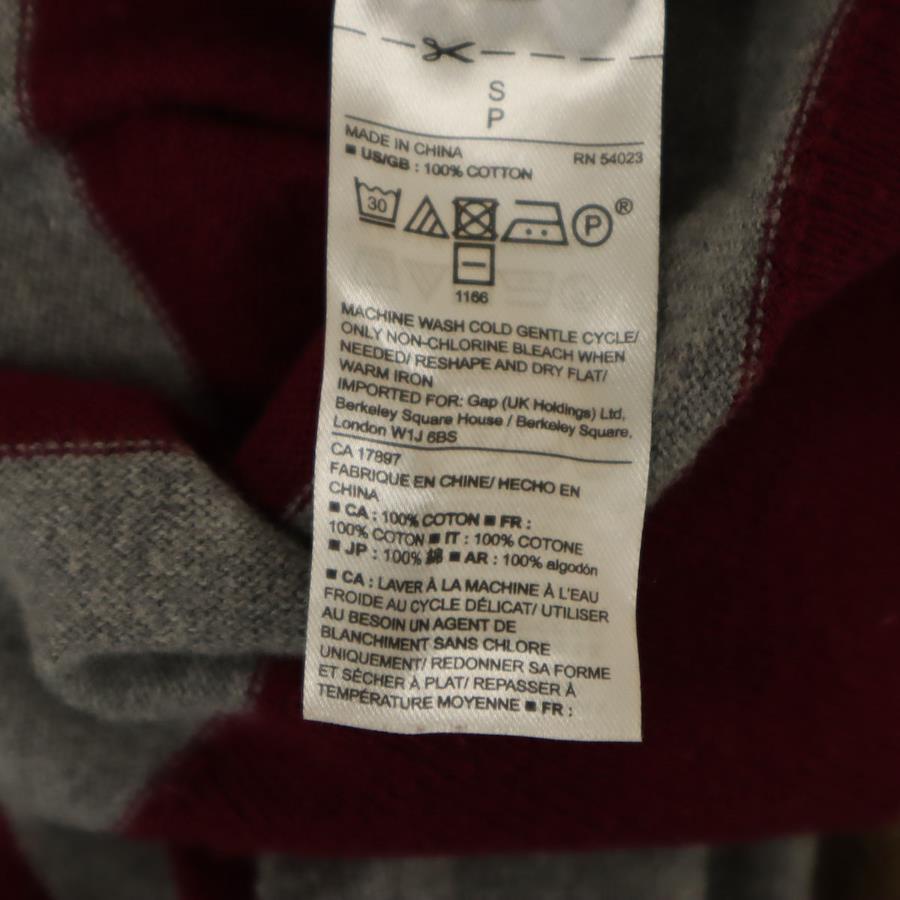 S
P
MADE IN CHINA RN 54023
■ US/GB : 100% COTTON
30 P ®
1166
MACHINE WASH COLD GENTLE CYCLE/
ONLY NON-CHLORINE BLEACH WHEN
NEEDED/ RESHAPE AND DRY FLAT/
WARM IRON
IMPORTED FOR: Gap (UK Holdings) Ltd.
Berkeley Square House / Berkeley Square,
London W1J 6BS
CA 17897
FABRIQUE EN CHINE/ HECHO EN
CHINA
■ CA : 100% COTON ■ FR :
100% COTON ■ IT : 100% COTONE
■ JP : 100% 綿 ■ AR : 100% algodón
■ CA : LAVER À LA MACHINE À L'EAU
FROIDE AU CYCLE DÉLICAT/ UTILISER
AU BESOIN UN AGENT DE
BLANCHIMENT SANS CHLORE
UNIQUEMENT/ REDONNER SA FORME
ET SÉCHER À PLAT/ REPASSER À
TEMPÉRATURE MOYENNE ■ FR :